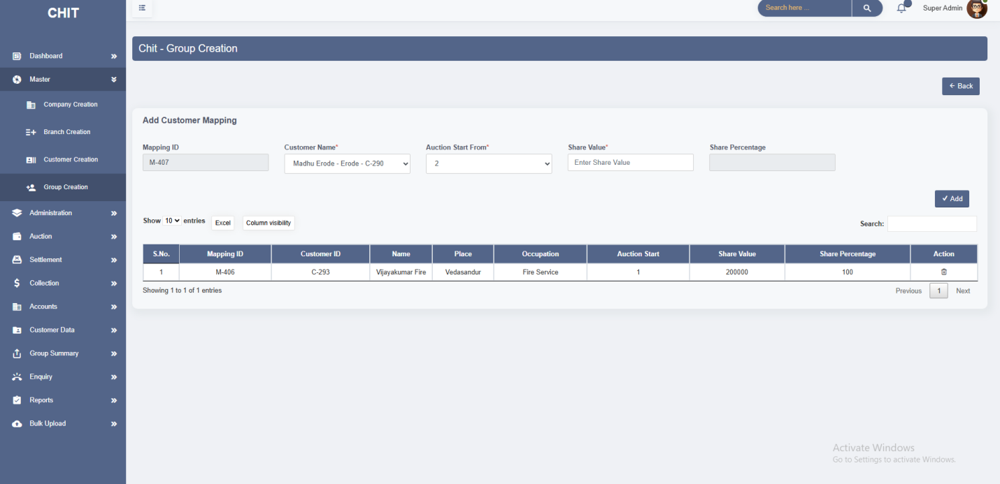 CHIT
Search here ...
Super Admin
Dashboard
Master
Company Creation
Branch Creation
Customer Creation
Group Creation
Administration
Auction
Settlement
Collection
Accounts
Customer Data
Group Summary
Enquiry
Reports
Bulk Upload
Chit - Group Creation
Back
Add Customer Mapping
Mapping ID Customer Name* Auction Start From* Share Value* Share Percentage
M-407 Madhu Erode - Erode - C-290 2 Enter Share Value
Add
Show 10 entries Excel Column visibility Search:
S.No. Mapping ID Customer ID Name Place Occupation Auction Start Share Value Share Percentage Action
1 M-406 C-293 Vijayakumar Fire Vedasandur Fire Service 1 200000 100
Showing 1 to 1 of 1 entries Previous 1 Next
Activate Windows
Go to Settings to activate Windows.